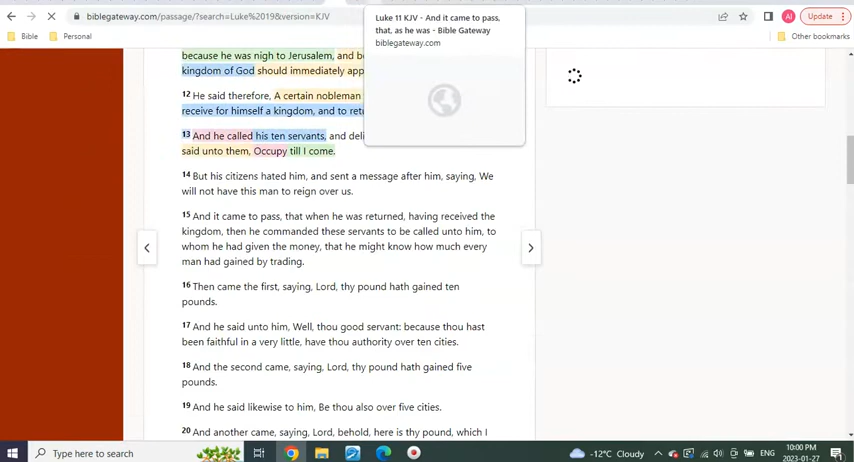 biblegateway.com/passage/?search=Luke%2019&version=KJV
AI
Update
Bible
Personal
Other bookmarks
Luke 11 KJV - And it came to pass,
that, as he was - Bible Gateway
biblegateway.com
because he was nigh to Jerusalem, and b
kingdom of God should immediately app
12 He said therefore, A certain nobleman
receive for himself a kingdom, and to ret
13 And he called his ten servants, and deli
said unto them, Occupy till I come.
14 But his citizens hated him, and sent a message after him, saying, We
will not have this man to reign over us.
15 And it came to pass, that when he was returned, having received the
kingdom, then he commanded these servants to be called unto him, to
whom he had given the money, that he might know how much every
man had gained by trading.
16 Then came the first, saying, Lord, thy pound hath gained ten
pounds.
17 And he said unto him, Well, thou good servant: because thou hast
been faithful in a very little, have thou authority over ten cities.
18 And the second came, saying, Lord, thy pound hath gained five
pounds.
19 And he said likewise to him, Be thou also over five cities.
20 And another came, saying, Lord, behold, here is thy pound, which I
Type here to search
-12°C Cloudy
ENG
10:00 PM
2023-01-27